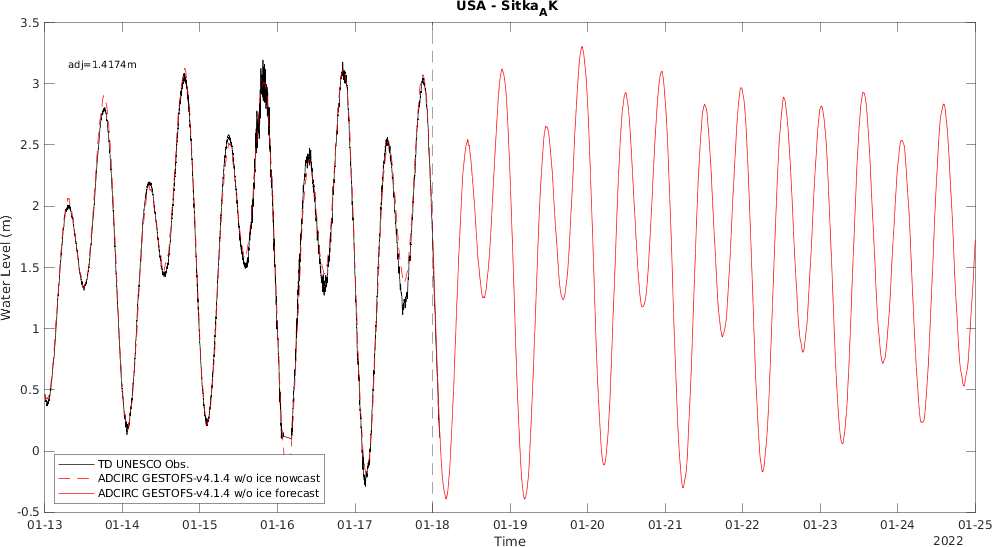 USA - Sitka_AK
3.5
adj=1.4174m
3
2.5
2
Water Level (m)
1.5
1
0.5
0
-0.5
TD UNESCO Obs.
ADCIRC GESTOFS-v4.1.4 w/o ice nowcast
ADCIRC GESTOFS-v4.1.4 w/o ice forecast
01-13 01-14 01-15 01-16 01-17 01-18 01-19 01-20 01-21 01-22 01-23 01-24 01-25
Time
2022